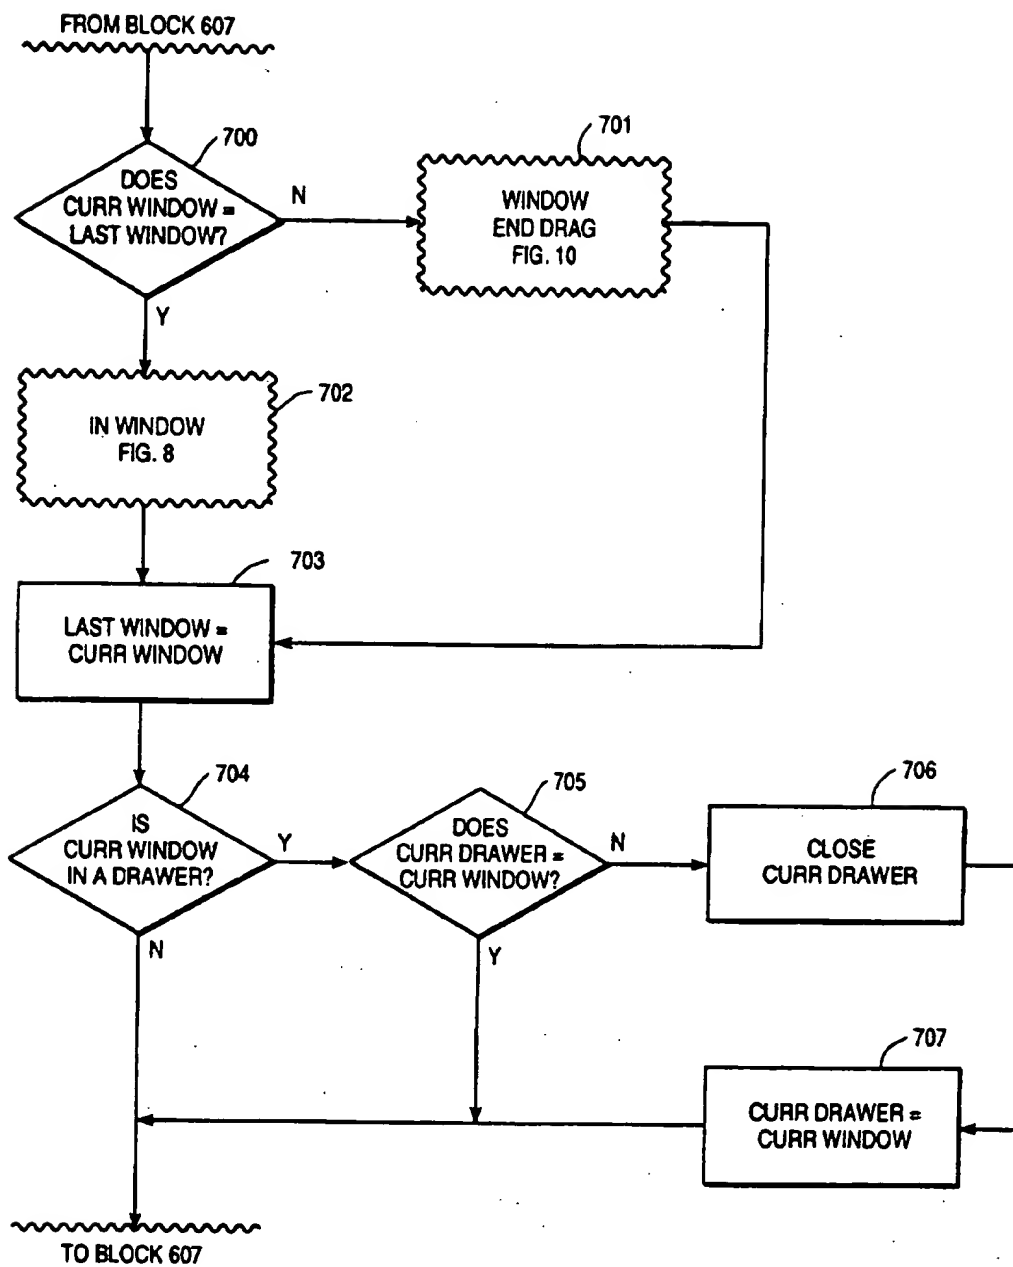 FROM BLOCK 607
700
DOES
CURR WINDOW =
LAST WINDOW?
N
Y
701
WINDOW
END DRAG
FIG. 10
702
IN WINDOW
FIG. 8
703
LAST WINDOW =
CURR WINDOW
704
IS
CURR WINDOW
IN A DRAWER?
Y
N
705
DOES
CURR DRAWER =
CURR WINDOW?
N
Y
706
CLOSE
CURR DRAWER
707
CURR DRAWER =
CURR WINDOW
TO BLOCK 607